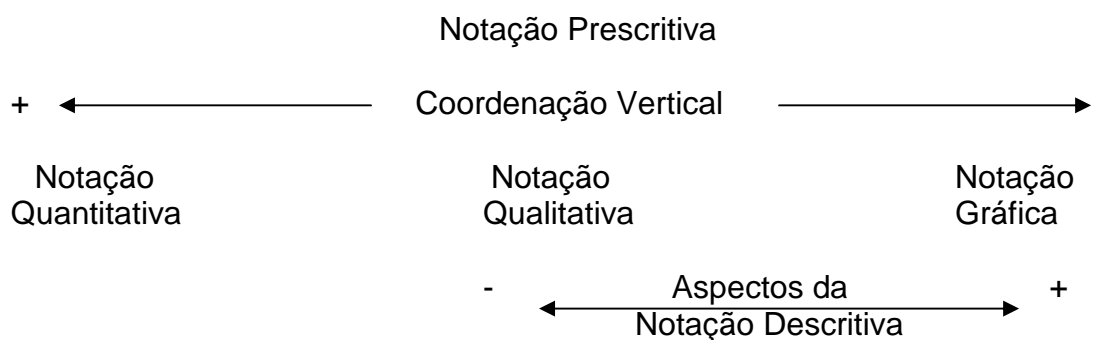 Notação Prescritiva
+ Coordenação Vertical
Notação Notação Notação
Quantitativa Qualitativa Gráfica
- Aspectos da +
Notação Descritiva